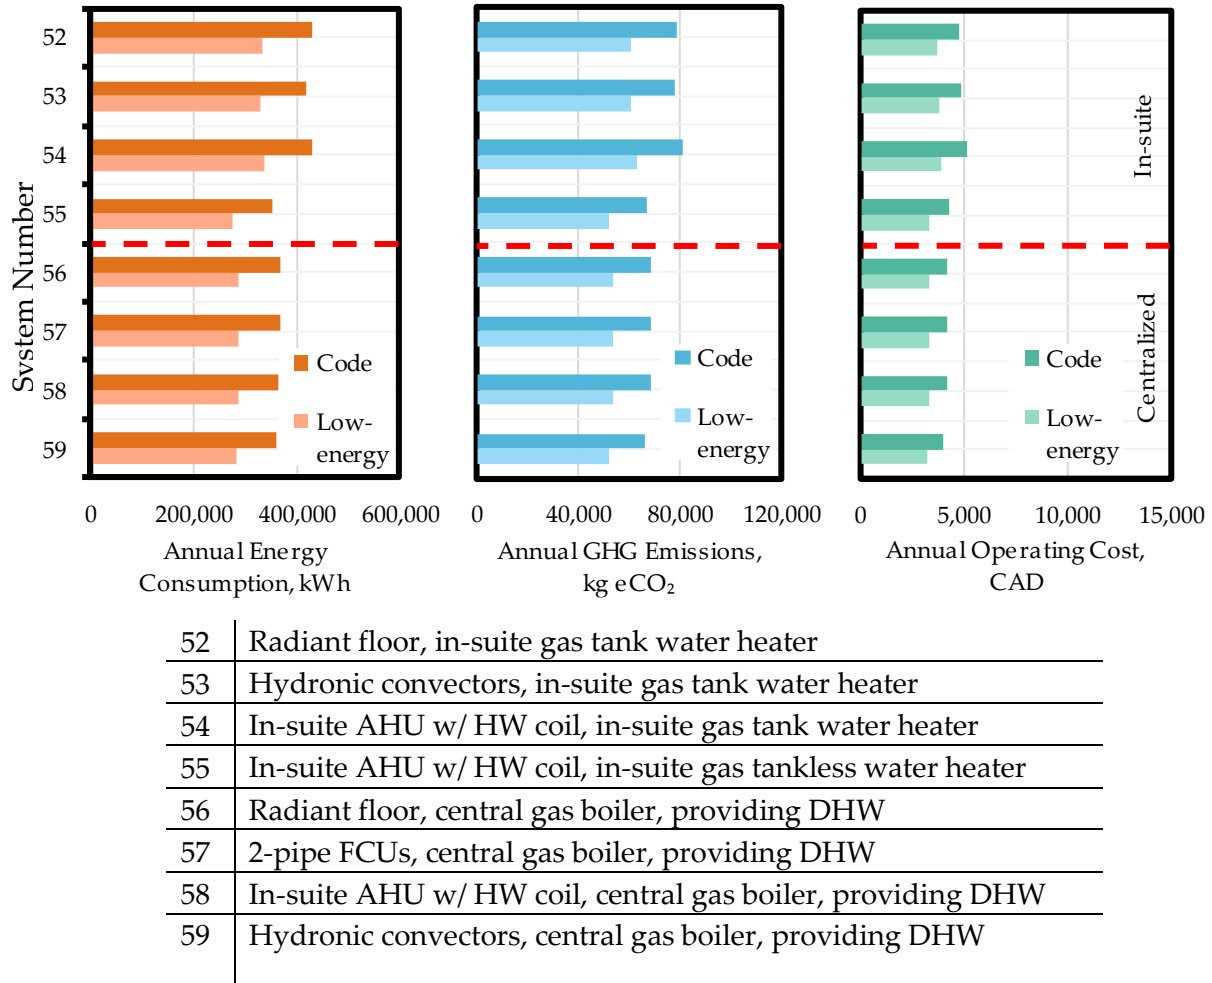 52
53
54
55
56
57
58
59
System Number
Code
Low-
energy
0 200,000 400,000 600,000
Annual Energy
Consumption, kWh
Code
Low-
energy
0 40,000 80,000 120,000
Annual GHG Emissions,
kg eCO₂
In-suite
Centralized
Code
Low-
energy
0 5,000 10,000 15,000
Annual Operating Cost,
CAD
52 Radiant floor, in-suite gas tank water heater
53 Hydronic convectors, in-suite gas tank water heater
54 In-suite AHU w/ HW coil, in-suite gas tank water heater
55 In-suite AHU w/ HW coil, in-suite gas tankless water heater
56 Radiant floor, central gas boiler, providing DHW
57 2-pipe FCUs, central gas boiler, providing DHW
58 In-suite AHU w/ HW coil, central gas boiler, providing DHW
59 Hydronic convectors, central gas boiler, providing DHW